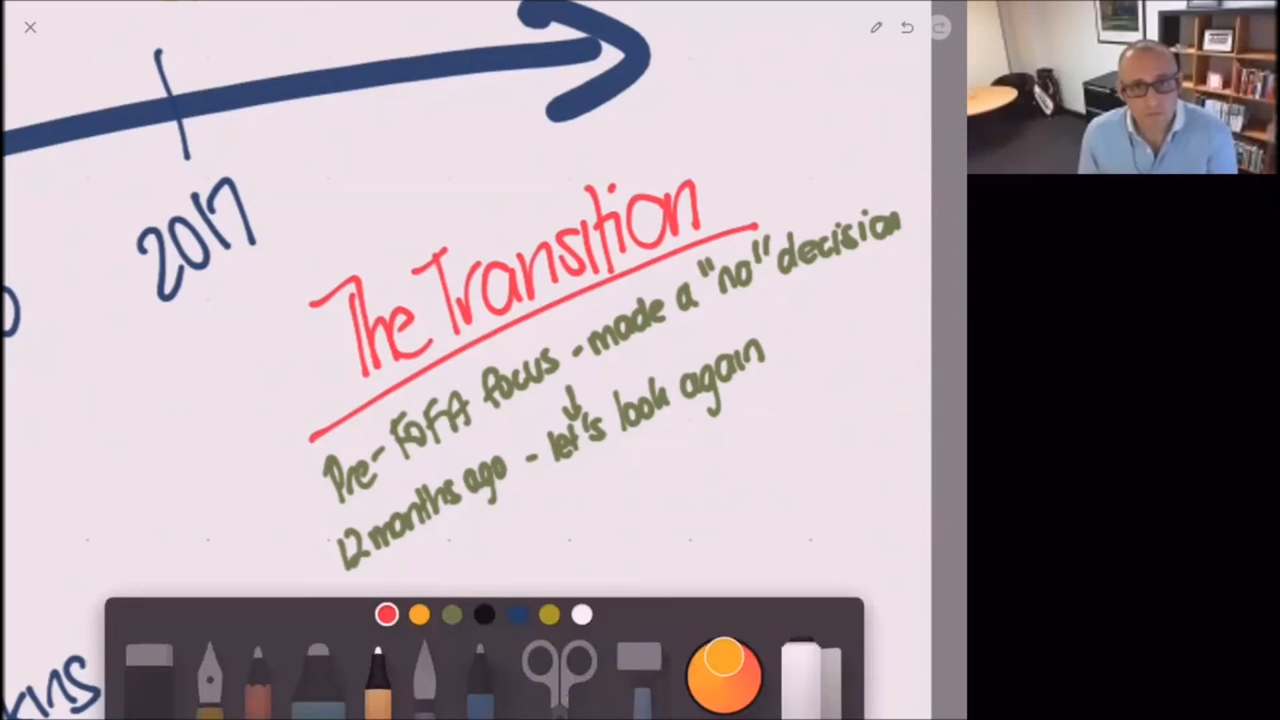 2017
The Transition
Pre-FOFA focus - made a "no" decision
12 months ago - let's look again